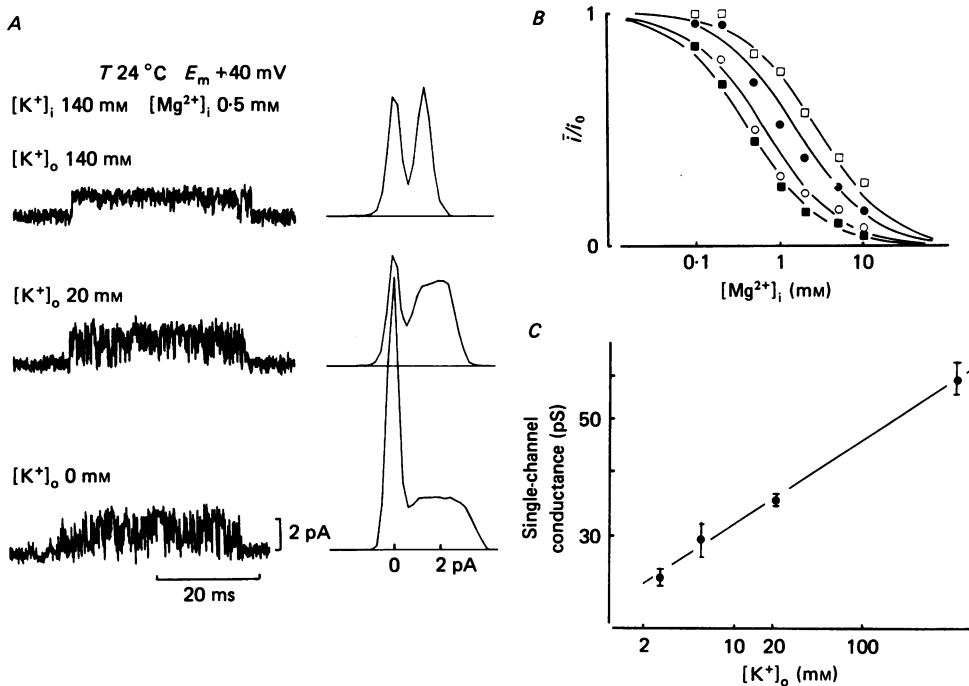 A
T 24 °C E_m +40 mV
[K⁺]ᵢ 140 mM [Mg²⁺]ᵢ 0·5 mM
[K⁺]ₒ 140 mM
[K⁺]ₒ 20 mM
[K⁺]ₒ 0 mM
2 pA
20 ms
0 2 pA
B
ī/i₀
1
0
0·1 1 10
[Mg²⁺]ᵢ (mM)
C
Single-channel
conductance (pS)
50
30
2 10 20 100
[K⁺]ₒ (mM)